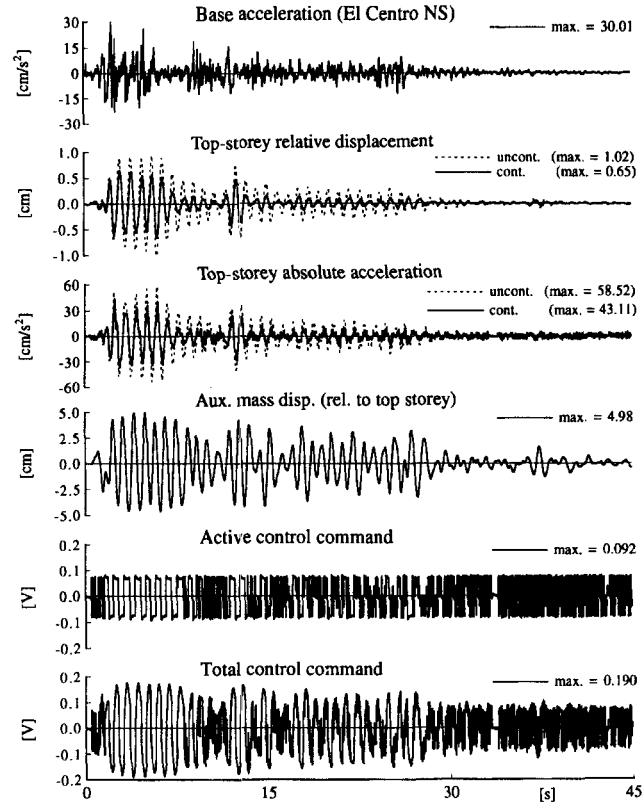 Base acceleration (El Centro NS)
max. = 30.01
30
15
0
-15
-30
[cm/s²]
Top-storey relative displacement
uncont. (max. = 1.02)
cont. (max. = 0.65)
1.0
0.5
0.0
-0.5
-1.0
[cm]
Top-storey absolute acceleration
uncont. (max. = 58.52)
cont. (max. = 43.11)
60
30
0
-30
-60
[cm/s²]
Aux. mass disp. (rel. to top storey)
max. = 4.98
5.0
2.5
0.0
-2.5
-5.0
[cm]
Active control command
max. = 0.092
0.2
0.1
0.0
-0.1
-0.2
[V]
Total control command
max. = 0.190
0.2
0.1
0.0
-0.1
-0.2
[V]
0 15 30 [s] 45